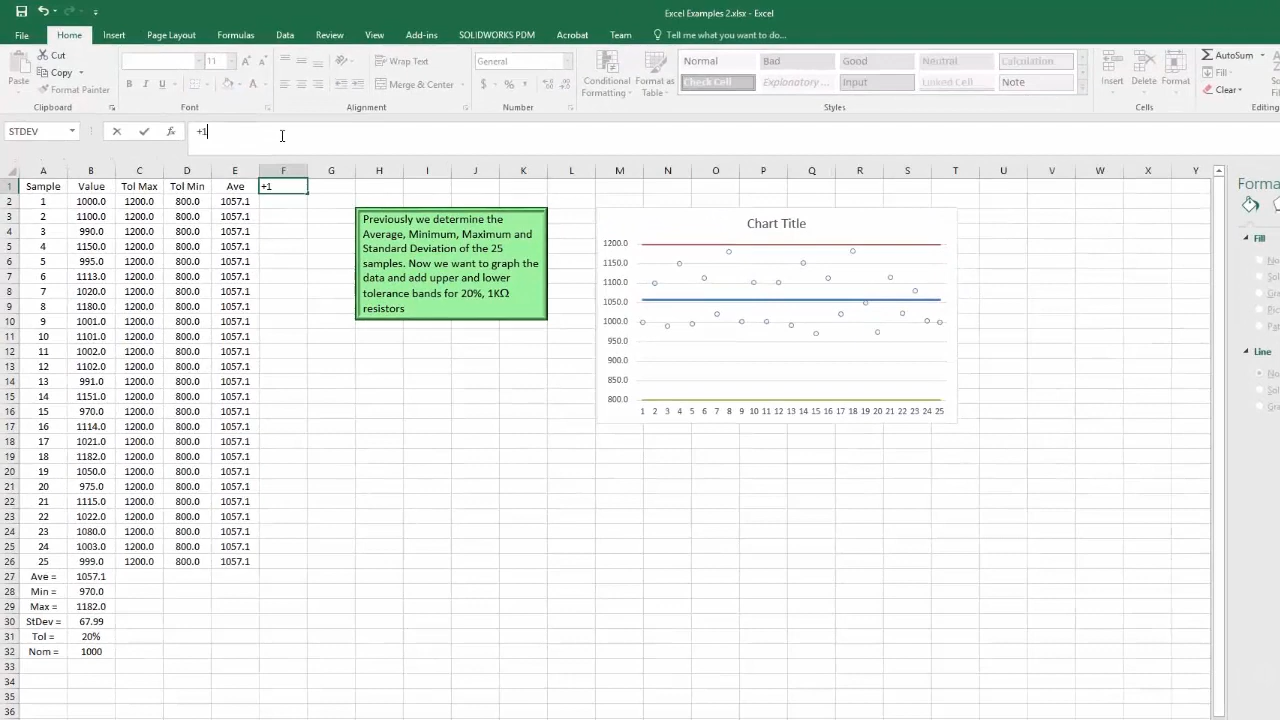 Excel Examples 2.xlsx - Excel
File Home Insert Page Layout Formulas Data Review View Add-ins SOLIDWORKS PDM Acrobat Team Tell me what you want to do...
Paste
Cut
Copy
Format Painter
Clipboard
11
Font
Wrap Text
Merge & Center
Alignment
General
Number
Conditional Formatting
Format as Table
Normal Bad Good Neutral Calculation
Check Cell Explanatory ... Input Linked Cell Note
Styles
Insert Delete Format
Cells
AutoSum
Fill
Clear
Editing
STDEV fx +1
A B C D E F G H I J K L M N O P Q R S T U V W X Y
1 Sample Value Tol Max Tol Min Ave +1
2 1 1000.0 1200.0 800.0 1057.1
3 2 1100.0 1200.0 800.0 1057.1
4 3 990.0 1200.0 800.0 1057.1
5 4 1150.0 1200.0 800.0 1057.1
6 5 995.0 1200.0 800.0 1057.1
7 6 1113.0 1200.0 800.0 1057.1
8 7 1020.0 1200.0 800.0 1057.1
9 8 1180.0 1200.0 800.0 1057.1
10 9 1001.0 1200.0 800.0 1057.1
11 10 1101.0 1200.0 800.0 1057.1
12 11 1002.0 1200.0 800.0 1057.1
13 12 1102.0 1200.0 800.0 1057.1
14 13 991.0 1200.0 800.0 1057.1
15 14 1151.0 1200.0 800.0 1057.1
16 15 970.0 1200.0 800.0 1057.1
17 16 1114.0 1200.0 800.0 1057.1
18 17 1021.0 1200.0 800.0 1057.1
19 18 1182.0 1200.0 800.0 1057.1
20 19 1050.0 1200.0 800.0 1057.1
21 20 975.0 1200.0 800.0 1057.1
22 21 1115.0 1200.0 800.0 1057.1
23 22 1022.0 1200.0 800.0 1057.1
24 23 1080.0 1200.0 800.0 1057.1
25 24 1003.0 1200.0 800.0 1057.1
26 25 999.0 1200.0 800.0 1057.1
27 Ave = 1057.1
28 Min = 970.0
29 Max = 1182.0
30 StDev = 67.99
31 Tol = 20%
32 Nom = 1000
33
34
35
36
Previously we determine the
Average, Minimum, Maximum and
Standard Deviation of the 25
samples. Now we want to graph the
data and add upper and lower
tolerance bands for 20%, 1KΩ
resistors
Chart Title
1200.0
1150.0
1100.0
1050.0
1000.0
950.0
900.0
850.0
800.0
1 2 3 4 5 6 7 8 9 10 11 12 13 14 15 16 17 18 19 20 21 22 23 24 25
Forma
Fill
No
Sol
Gra
Pic
Pat
Line
No
Sol
Gra